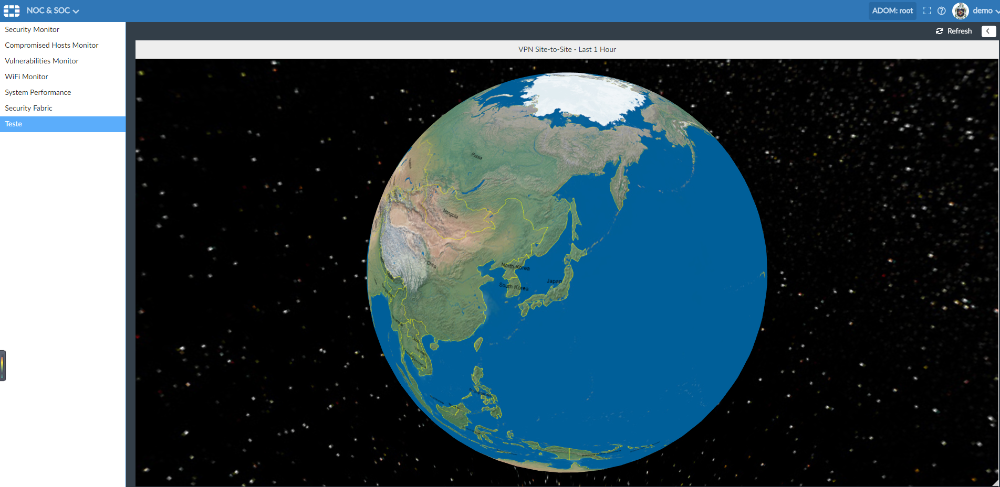 NOC & SOC
ADOM: root
demo
Security Monitor
Compromised Hosts Monitor
Vulnerabilities Monitor
WiFi Monitor
System Performance
Security Fabric
Teste
Refresh
VPN Site-to-Site - Last 1 Hour
Russia
Mongolia
China
North Korea
South Korea
Japan